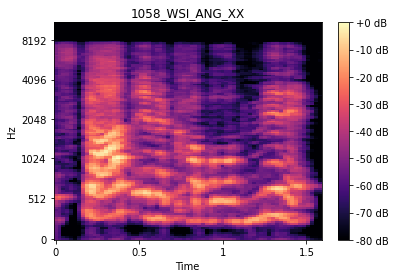 1058_WSI_ANG_XX
Hz
8192
4096
2048
1024
512
0
0
0.5
1
1.5
Time
+0 dB
-10 dB
-20 dB
-30 dB
-40 dB
-50 dB
-60 dB
-70 dB
-80 dB